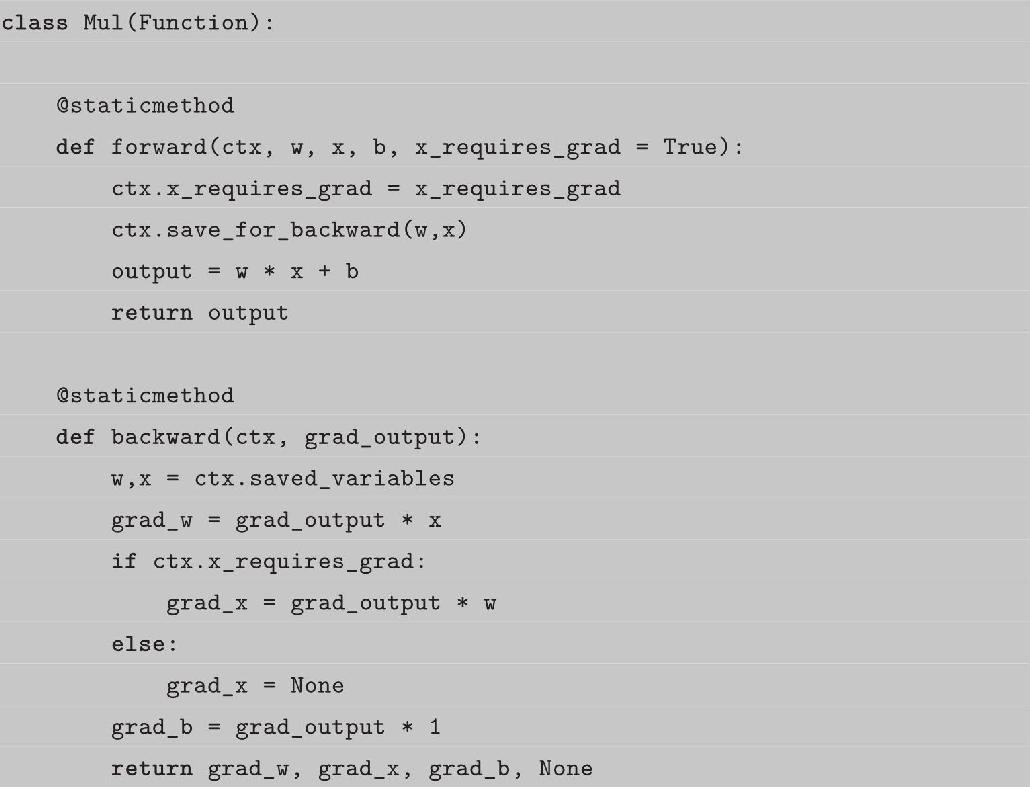 class Mul(Function):

    @staticmethod
    def forward(ctx, w, x, b, x_requires_grad = True):
        ctx.x_requires_grad = x_requires_grad
        ctx.save_for_backward(w,x)
        output = w * x + b
        return output

    @staticmethod
    def backward(ctx, grad_output):
        w,x = ctx.saved_variables
        grad_w = grad_output * x
        if ctx.x_requires_grad:
            grad_x = grad_output * w
        else:
            grad_x = None
        grad_b = grad_output * 1
        return grad_w, grad_x, grad_b, None